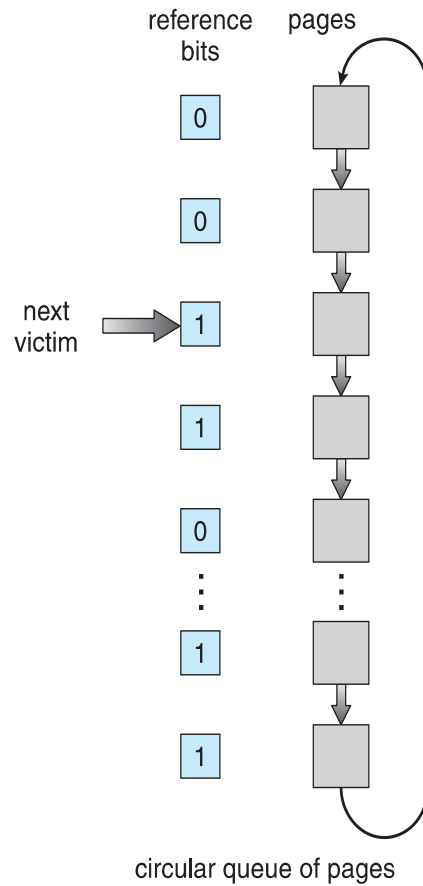 reference
bits
pages
0
0
next
victim
1
1
0
1
1
circular queue of pages